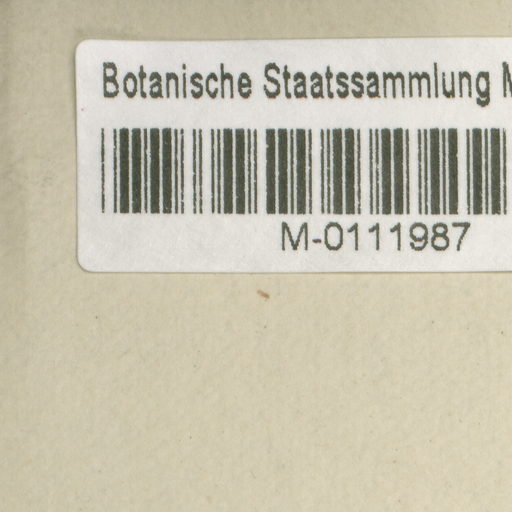 Botanische Staatssammlung
M-0111987